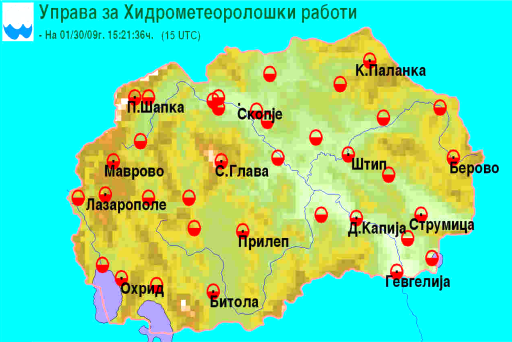 Управа за Хидрометеоролошки работи
- На 01/30/09г. 15:21:36ч. (15 UTC)
К.Паланка
П.Шапка
Скопје
Маврово
С.Глава
Штип
Берово
Лазарополе
Прилеп
Д.Капија
Струмица
Охрид
Битола
Гевгелија